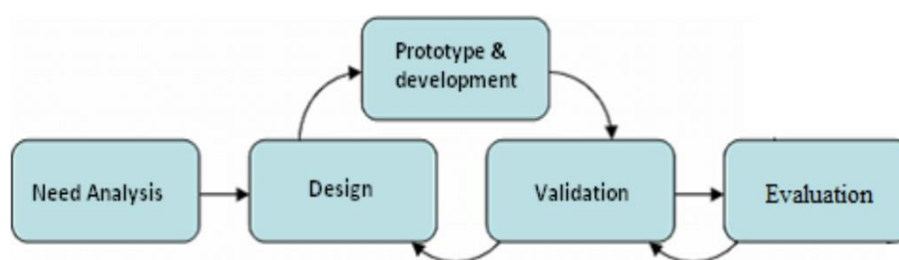 Prototype &
development
Need Analysis
Design
Validation
Evaluation